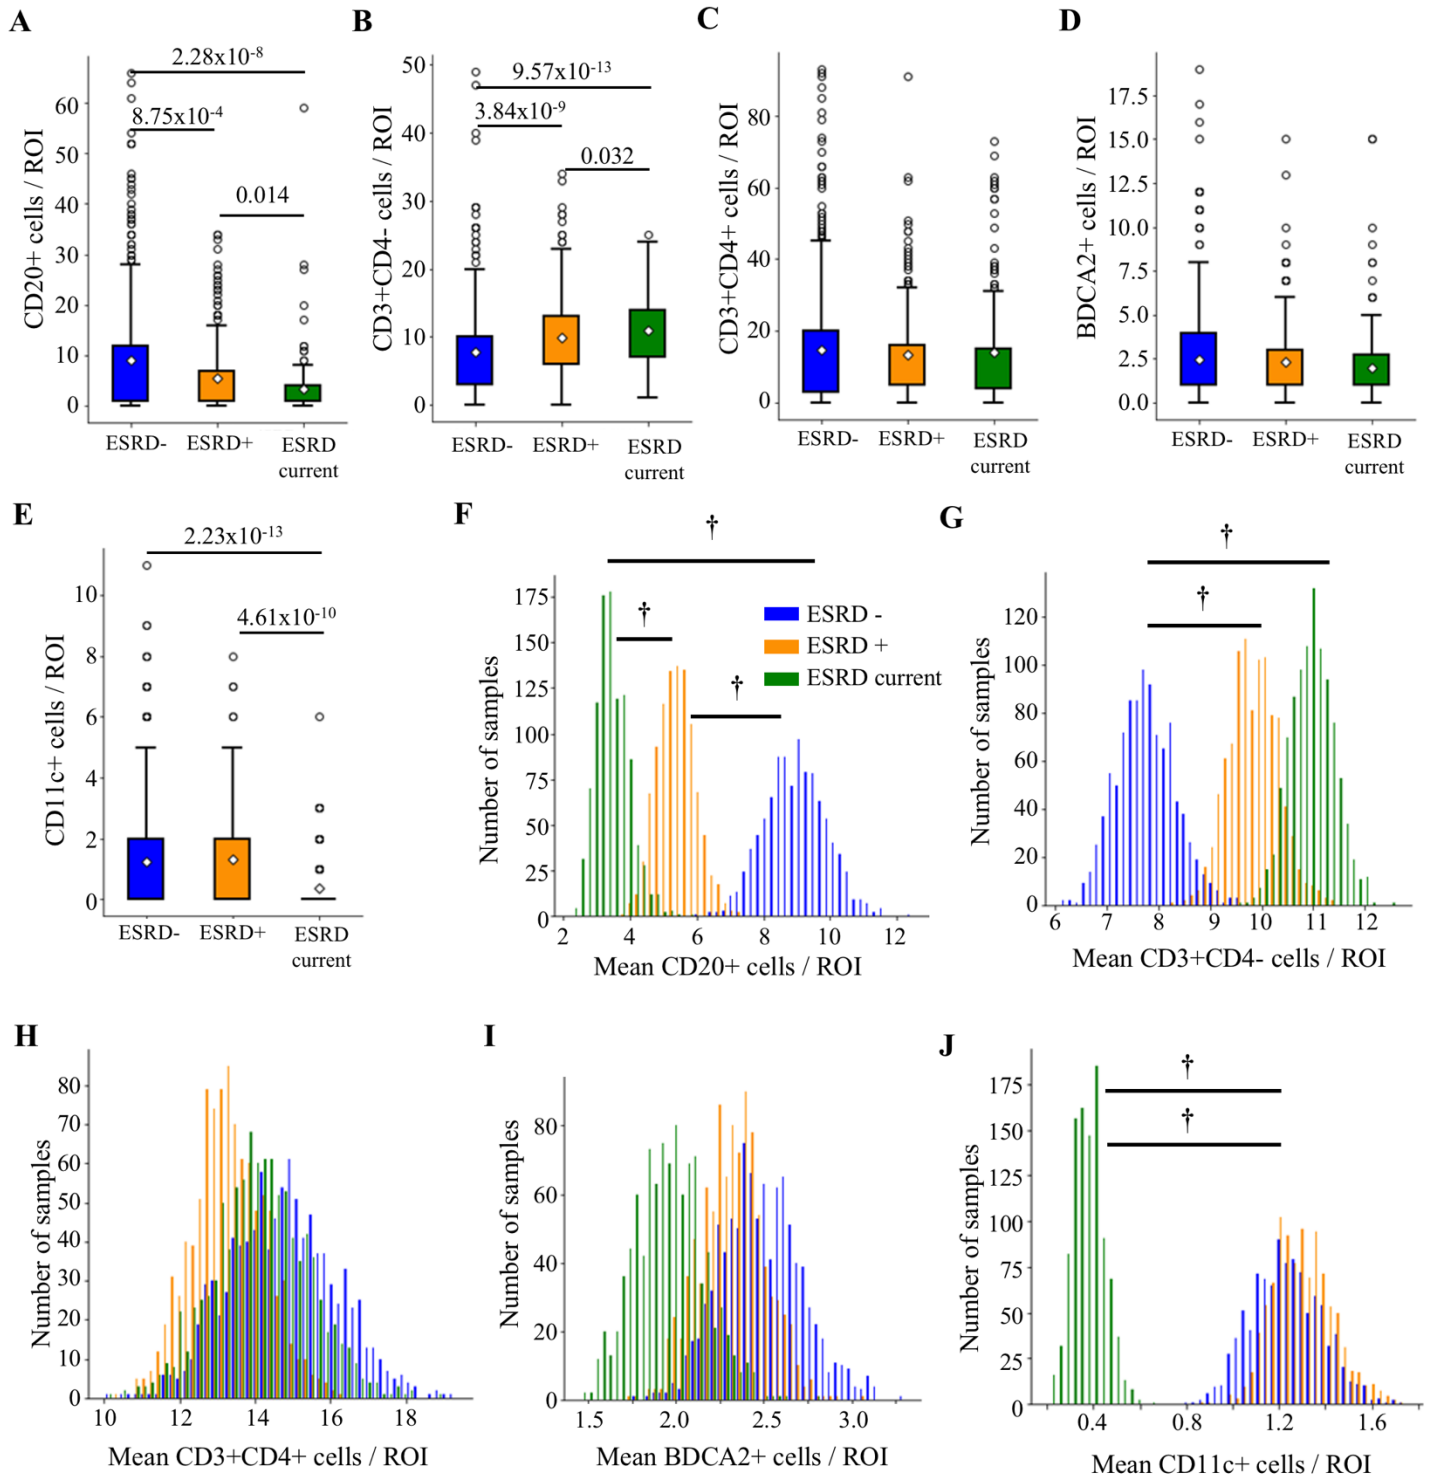 A
CD20+ cells / ROI
60
50
40
30
20
10
0
2.28x10-8
8.75x10-4
0.014
ESRD-
ESRD+
ESRD
current
B
CD3+CD4- cells / ROI
50
40
30
20
10
0
9.57x10-13
3.84x10-9
0.032
ESRD-
ESRD+
ESRD
current
C
CD3+CD4+ cells / ROI
80
60
40
20
0
ESRD-
ESRD+
ESRD
current
D
BDCA2+ cells / ROI
17.5
15.0
12.5
10.0
7.5
5.0
2.5
0.0
ESRD-
ESRD+
ESRD
current
E
CD11c+ cells / ROI
10
8
6
4
2
0
2.23x10-13
4.61x10-10
ESRD-
ESRD+
ESRD
current
F
Number of samples
175
150
125
100
75
50
25
0
†
†
†
ESRD -
ESRD +
ESRD current
2 4 6 8 10 12
Mean CD20+ cells / ROI
G
Number of samples
120
100
80
60
40
20
0
†
†
6 7 8 9 10 11 12
Mean CD3+CD4- cells / ROI
H
Number of samples
80
70
60
50
40
30
20
10
0
10 12 14 16 18
Mean CD3+CD4+ cells / ROI
I
Number of samples
80
60
40
20
0
1.5 2.0 2.5 3.0
Mean BDCA2+ cells / ROI
J
Number of samples
175
150
125
100
75
50
25
0
†
†
0.4 0.8 1.2 1.6
Mean CD11c+ cells / ROI